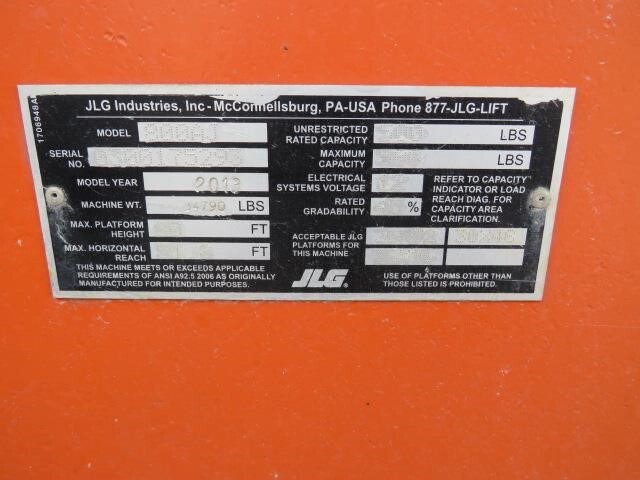 1706948A
JLG Industries, Inc - McConnellsburg, PA-USA Phone 877-JLG-LIFT
MODEL 800AJ
SERIAL NO.
MODEL YEAR 2013
MACHINE WT. 34790 LBS
MAX. PLATFORM HEIGHT FT
MAX. HORIZONTAL REACH FT
THIS MACHINE MEETS OR EXCEEDS APPLICABLE
REQUIREMENTS OF ANSI A92.5 2006 AS ORIGINALLY
MANUFACTURED FOR INTENDED PURPOSES.
UNRESTRICTED RATED CAPACITY LBS
MAXIMUM CAPACITY LBS
ELECTRICAL SYSTEMS VOLTAGE
RATED GRADABILITY %
REFER TO CAPACITY
INDICATOR OR LOAD
REACH DIAG. FOR
CAPACITY AREA
CLARIFICATION.
ACCEPTABLE JLG
PLATFORMS FOR
THIS MACHINE
JLG®
USE OF PLATFORMS OTHER THAN
THOSE LISTED IS PROHIBITED.